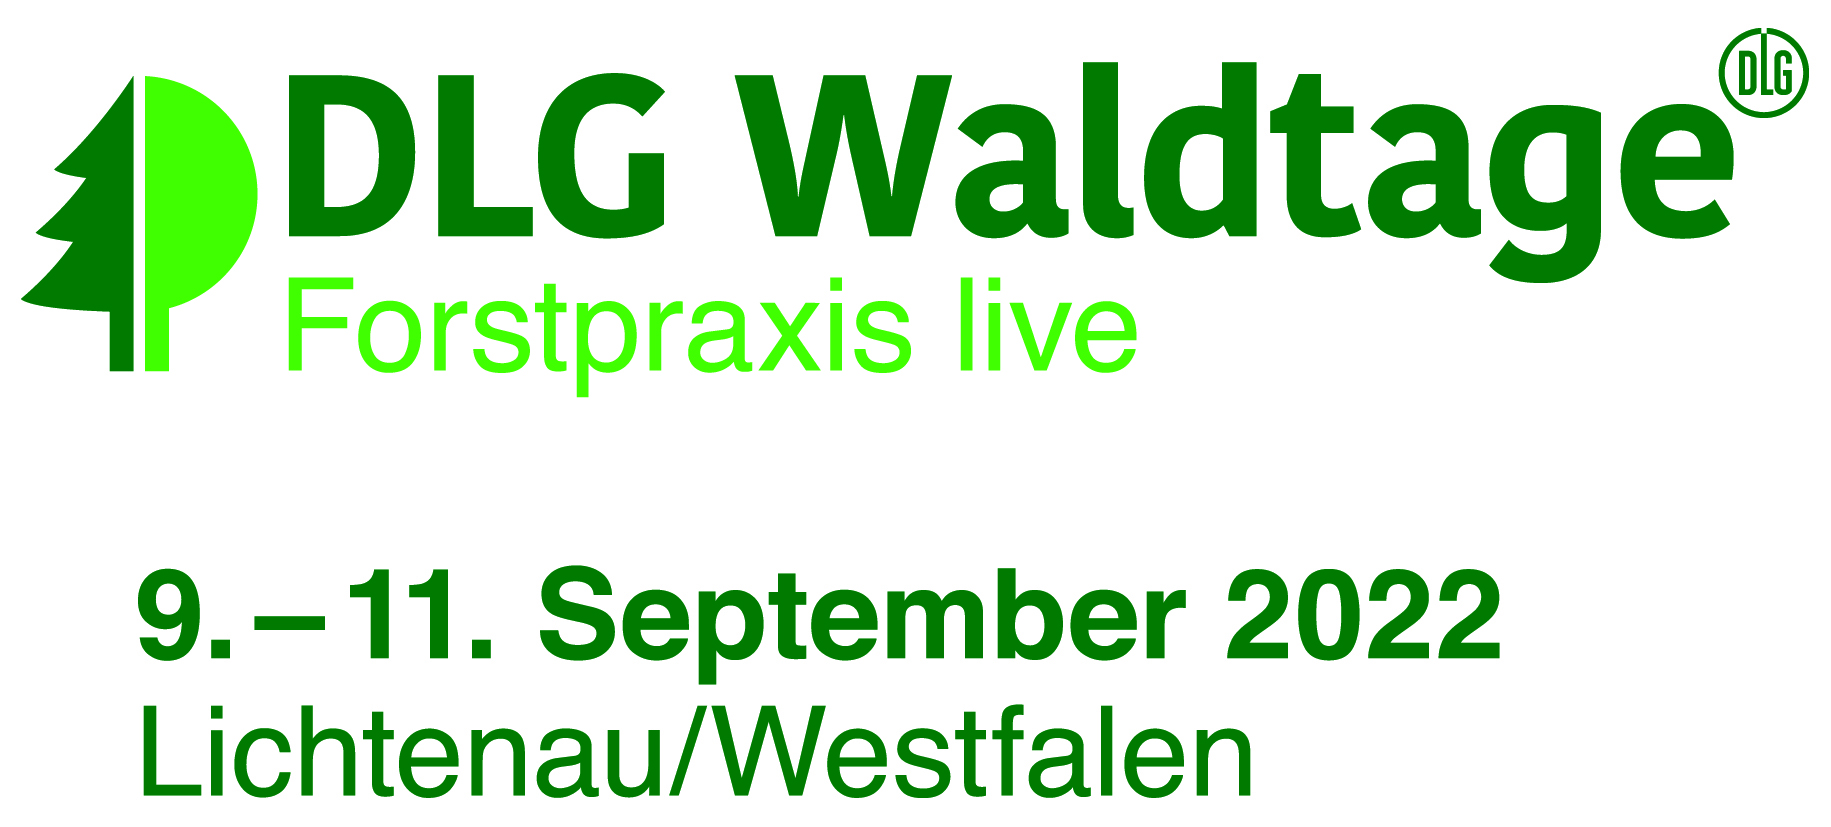 DLG Waldtage
DLG
Forstpraxis live
9. – 11. September 2022
Lichtenau/Westfalen